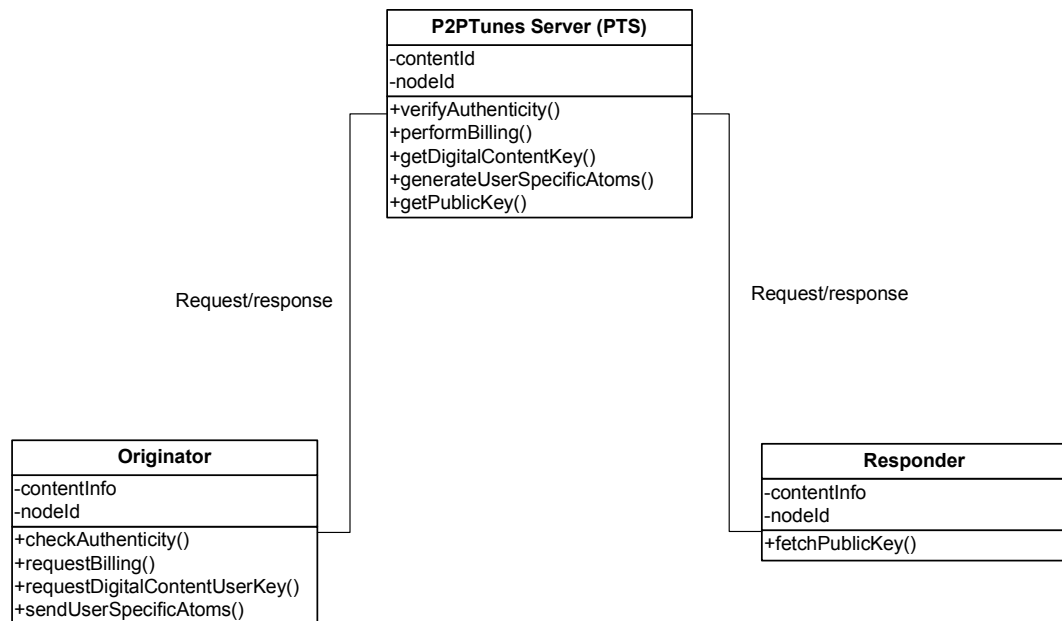 P2PTunes Server (PTS)
-contentId
-nodeId
+verifyAuthenticity()
+performBilling()
+getDigitalContentKey()
+generateUserSpecificAtoms()
+getPublicKey()
Request/response
Request/response
Originator
-contentInfo
-nodeId
+checkAuthenticity()
+requestBilling()
+requestDigitalContentUserKey()
+sendUserSpecificAtoms()
Responder
-contentInfo
-nodeId
+fetchPublicKey()